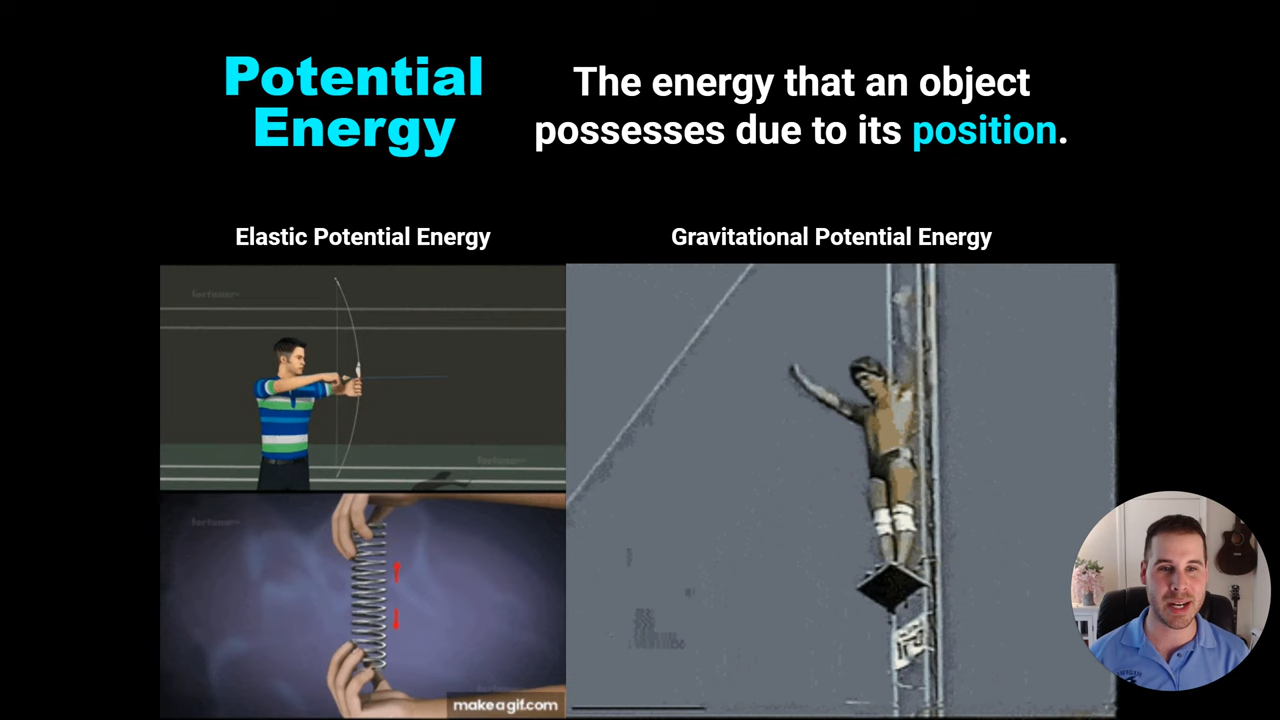 Potential
Energy
The energy that an object
possesses due to its position.
Elastic Potential Energy
Gravitational Potential Energy
makeagif.com